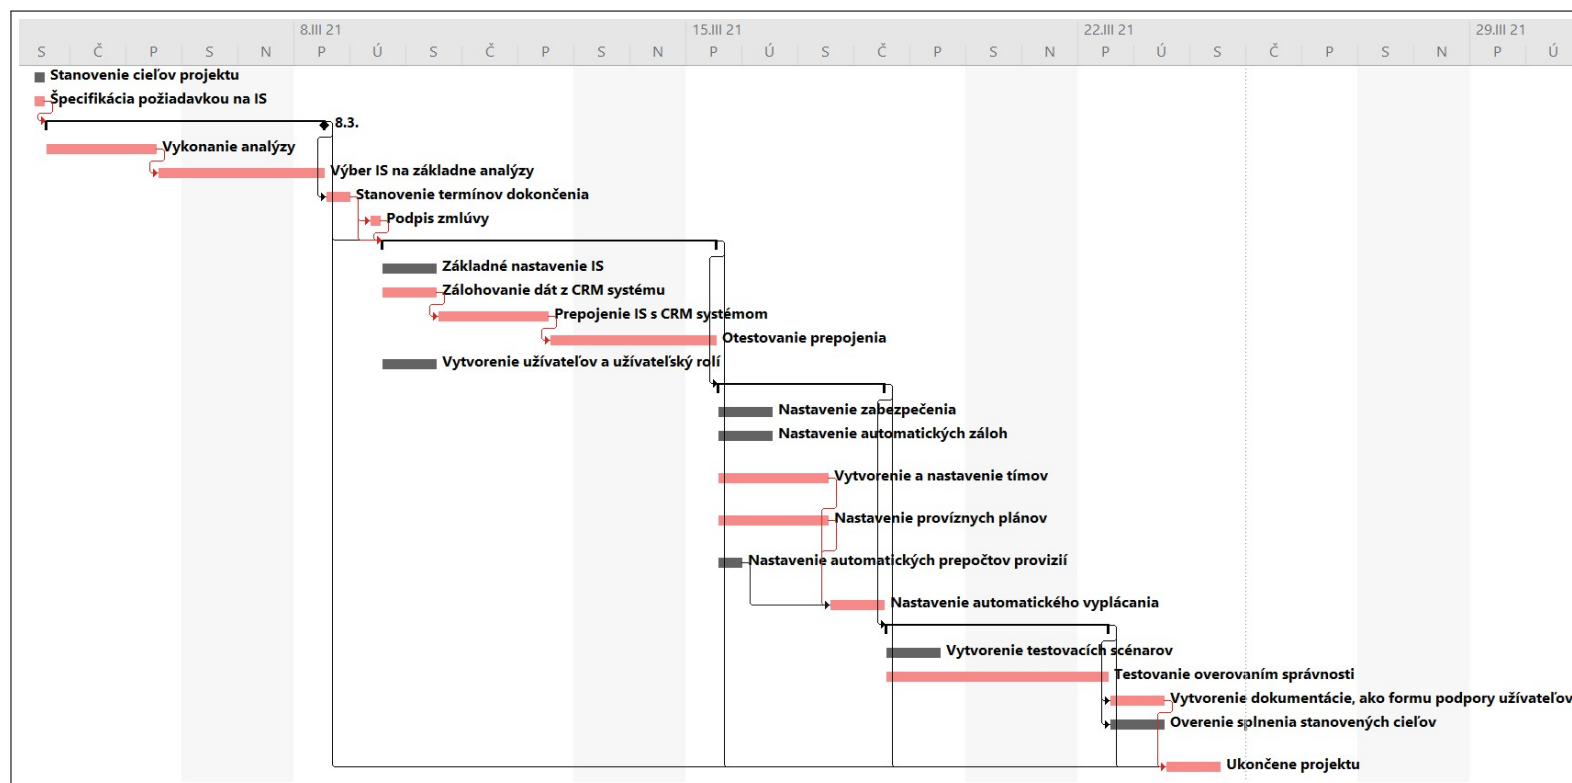 8.III 21 15.III 21 22.III 21 29.III 21
S Č P S N P Ú S Č P S N P Ú S Č P S N P Ú S Č P S N P Ú
Stanovenie cieľov projektu
Špecifikácia požiadavkou na IS
8.3.
Vykonanie analýzy
Výber IS na základne analýzy
Stanovenie termínov dokončenia
Podpis zmlúvy
Základné nastavenie IS
Zálohovanie dát z CRM systému
Prepojenie IS s CRM systémom
Otestovanie prepojenia
Vytvorenie užívateľov a užívateľský rolí
Nastavenie zabezpečenia
Nastavenie automatických záloh
Vytvorenie a nastavenie tímov
Nastavenie províznych plánov
Nastavenie automatických prepočtov provizií
Nastavenie automatického vyplácania
Vytvorenie testovacích scénarov
Testovanie overovaním správnosti
Vytvorenie dokumentácie, ako formu podpory užívateľov
Overenie splnenia stanovených cieľov
Ukončene projektu